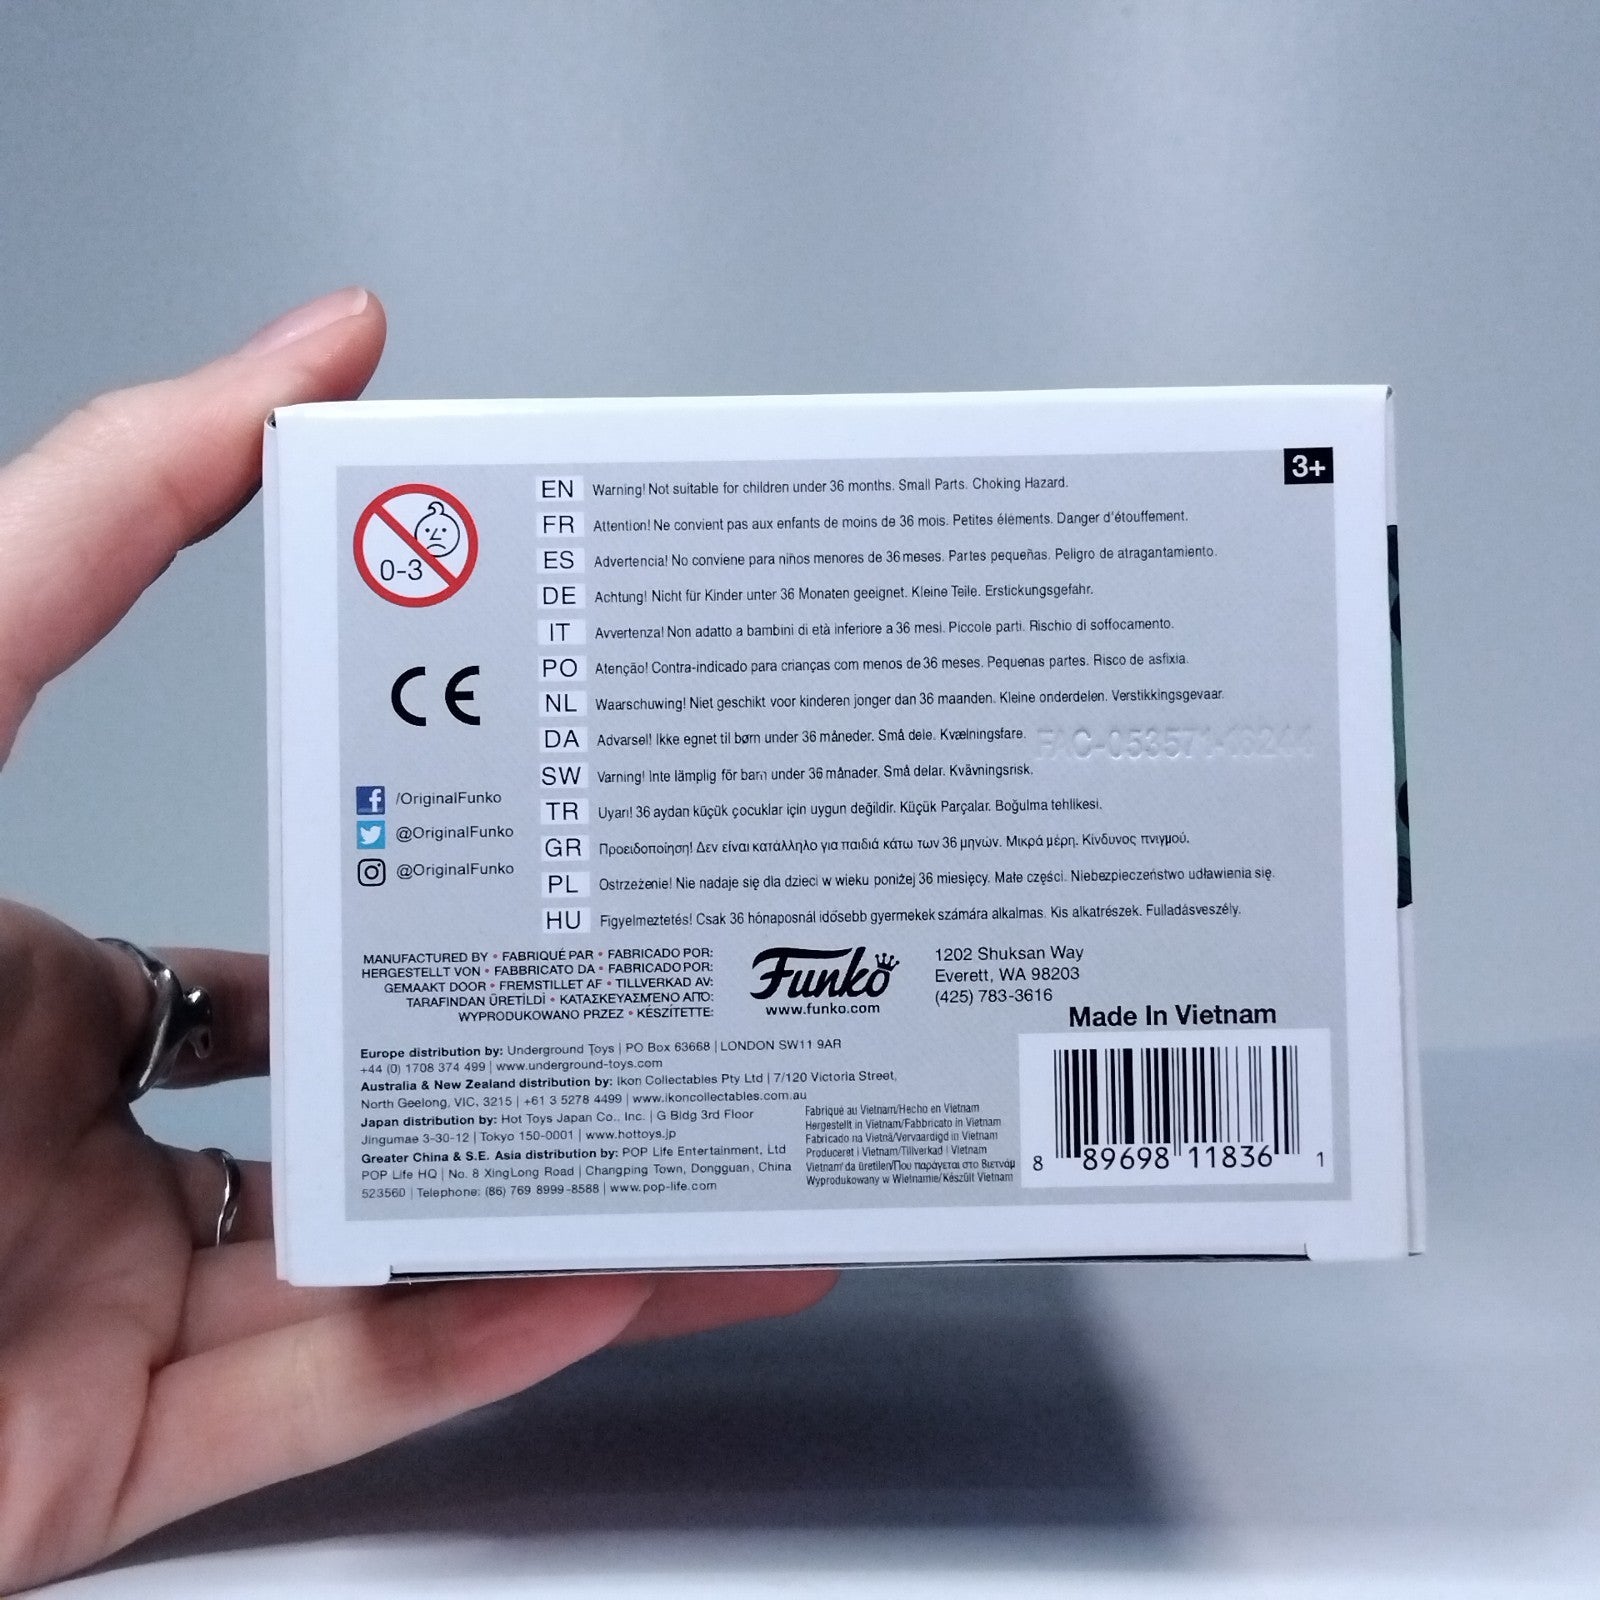 3+
0-3
EN Warning! Not suitable for children under 36 months. Small Parts. Choking Hazard.
FR Attention! Ne convient pas aux enfants de moins de 36 mois. Petites éléments. Danger d'étouffement.
ES Advertencia! No conviene para niños menores de 36 meses. Partes pequeñas. Peligro de atragantamiento.
DE Achtung! Nicht für Kinder unter 36 Monaten geeignet. Kleine Teile. Erstickungsgefahr.
IT Avvertenza! Non adatto a bambini di età inferiore a 36 mesi. Piccole parti. Rischio di soffocamento.
PO Atenção! Contra-indicado para crianças com menos de 36 meses. Pequenas partes. Risco de asfixia.
NL Waarschuwing! Niet geschikt voor kinderen jonger dan 36 maanden. Kleine onderdelen. Verstikkingsgevaar.
DA Advarsel! Ikke egnet til børn under 36 måneder. Små dele. Kvælningsfare.
SW Varning! Inte lämplig för barn under 36 månader. Små delar. Kvävningsrisk.
TR Uyarı! 36 aydan küçük çocuklar için uygun değildir. Küçük Parçalar. Boğulma tehlikesi.
GR Προειδοποίηση! Δεν είναι κατάλληλο για παιδιά κάτω των 36 μηνών. Μικρά μέρη. Κίνδυνος πνιγμού.
PL Ostrzeżenie! Nie nadaje się dla dzieci w wieku poniżej 36 miesięcy. Małe części. Niebezpieczeństwo udławienia się.
HU Figyelmeztetés! Csak 36 hónaposnál idősebb gyermekek számára alkalmas. Kis alkatrészek. Fulladásveszély.
CE
/OriginalFunko
@OriginalFunko
@OriginalFunko
MANUFACTURED BY • FABRIQUÉ PAR • FABRICADO POR:
HERGESTELLT VON • FABBRICATO DA • FABRICADO POR:
GEMAAKT DOOR • FREMSTILLET AF • TILLVERKAD AV:
TARAFINDAN ÜRETİLDİ • ΚΑΤΑΣΚΕΥΑΣΜΕΝΟ ΑΠΟ:
WYPRODUKOWANO PRZEZ • KÉSZÍTETTE:
Funko
www.funko.com
1202 Shuksan Way
Everett, WA 98203
(425) 783-3616
Made In Vietnam
Europe distribution by: Underground Toys | PO Box 63668 | LONDON SW11 9AR
+44 (0) 1708 374 499 | www.underground-toys.com
Australia & New Zealand distribution by: Ikon Collectables Pty Ltd | 7/120 Victoria Street,
North Geelong, VIC, 3215 | +61 3 5278 4499 | www.ikoncollectables.com.au
Japan distribution by: Hot Toys Japan Co., Inc. | G Bldg 3rd Floor
Jingumae 3-30-12 | Tokyo 150-0001 | www.hottoys.jp
Greater China & S.E. Asia distribution by: POP Life Entertainment, Ltd
POP Life HQ | No. 8 XingLong Road | Changping Town, Dongguan, China
523560 | Telephone: (86) 769 8999-8588 | www.pop-life.com
Fabriqué au Vietnam/Hecho en Vietnam
Hergestellt in Vietnam/Fabbricato in Vietnam
Fabricado na Vietnã/Vervaardigd in Vietnam
Produceret i Vietnam/Tillverkad i Vietnam
Vietnam'da üretilen/Που παράγεται στο Βιετνάμ
Wyprodukowany w Wietnamie/Készült Vietnam
8 89698 11836 1